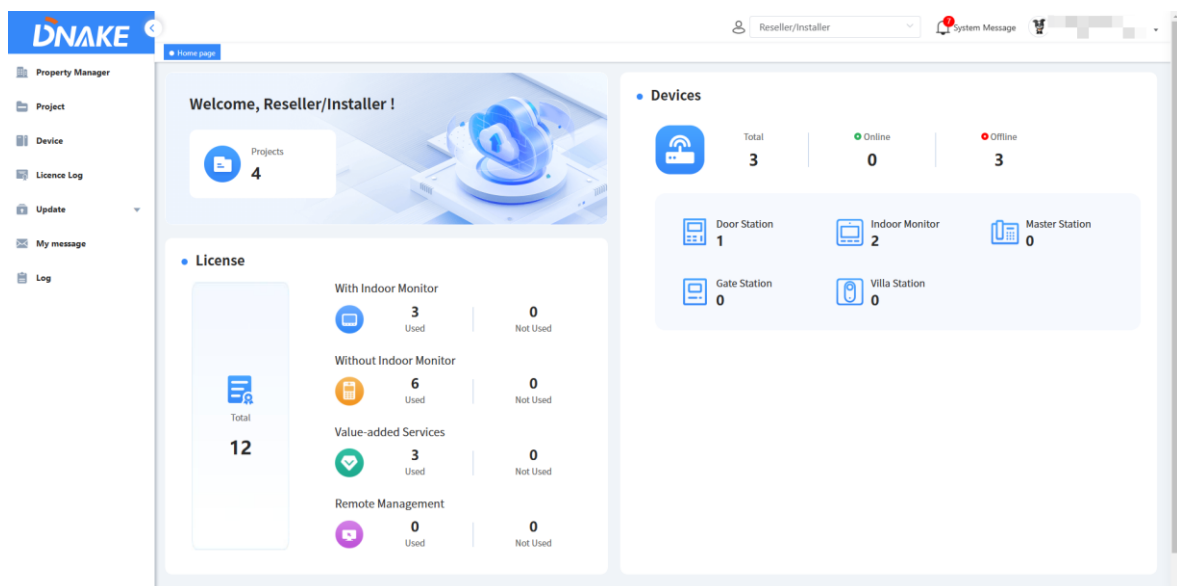 DNAKE
Reseller/Installer
7
System Message
Home page
Property Manager
Project
Device
Licence Log
Update
My message
Log
Welcome, Reseller/Installer !
Projects
4
License
Total
12
With Indoor Monitor
3
0
Used
Not Used
Without Indoor Monitor
6
0
Used
Not Used
Value-added Services
3
0
Used
Not Used
Remote Management
0
0
Used
Not Used
Devices
Total
Online
Offline
3
0
3
Door Station
1
Indoor Monitor
2
Master Station
0
Gate Station
0
Villa Station
0